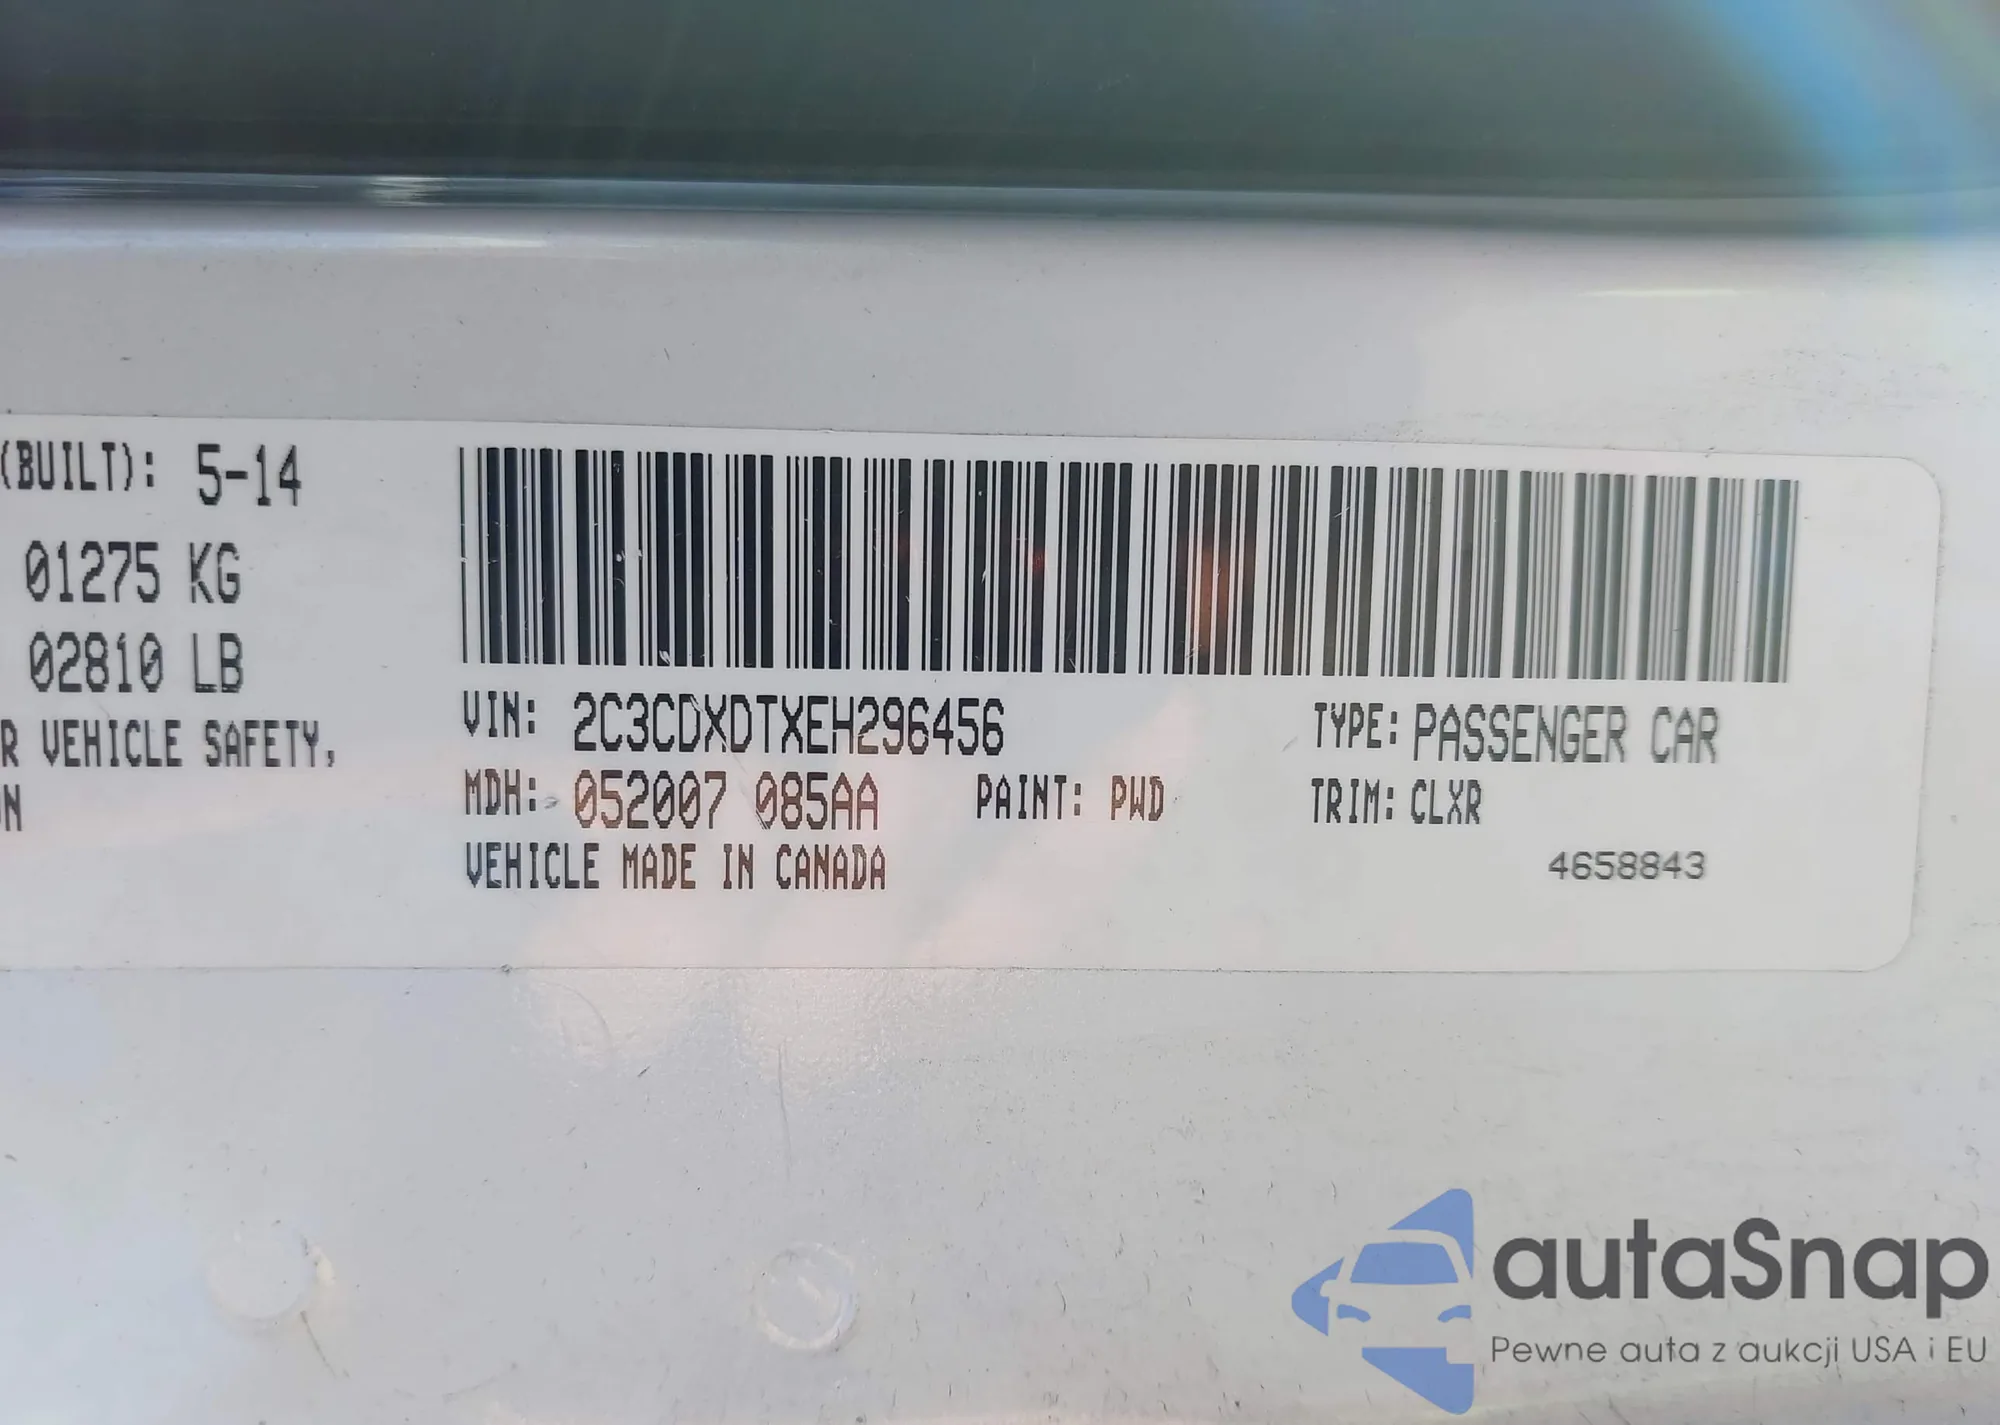 (BUILT): 5-14
01275 KG
02810 LB
R VEHICLE SAFETY,
ON
VIN: 2C3CDXDTXEH296456
TYPE: PASSENGER CAR
MDH: 052007 085AA
PAINT: PWD
TRIM: CLXR
VEHICLE MADE IN CANADA
4658843
autaSnap
Pewne auta z aukcji USA i EU